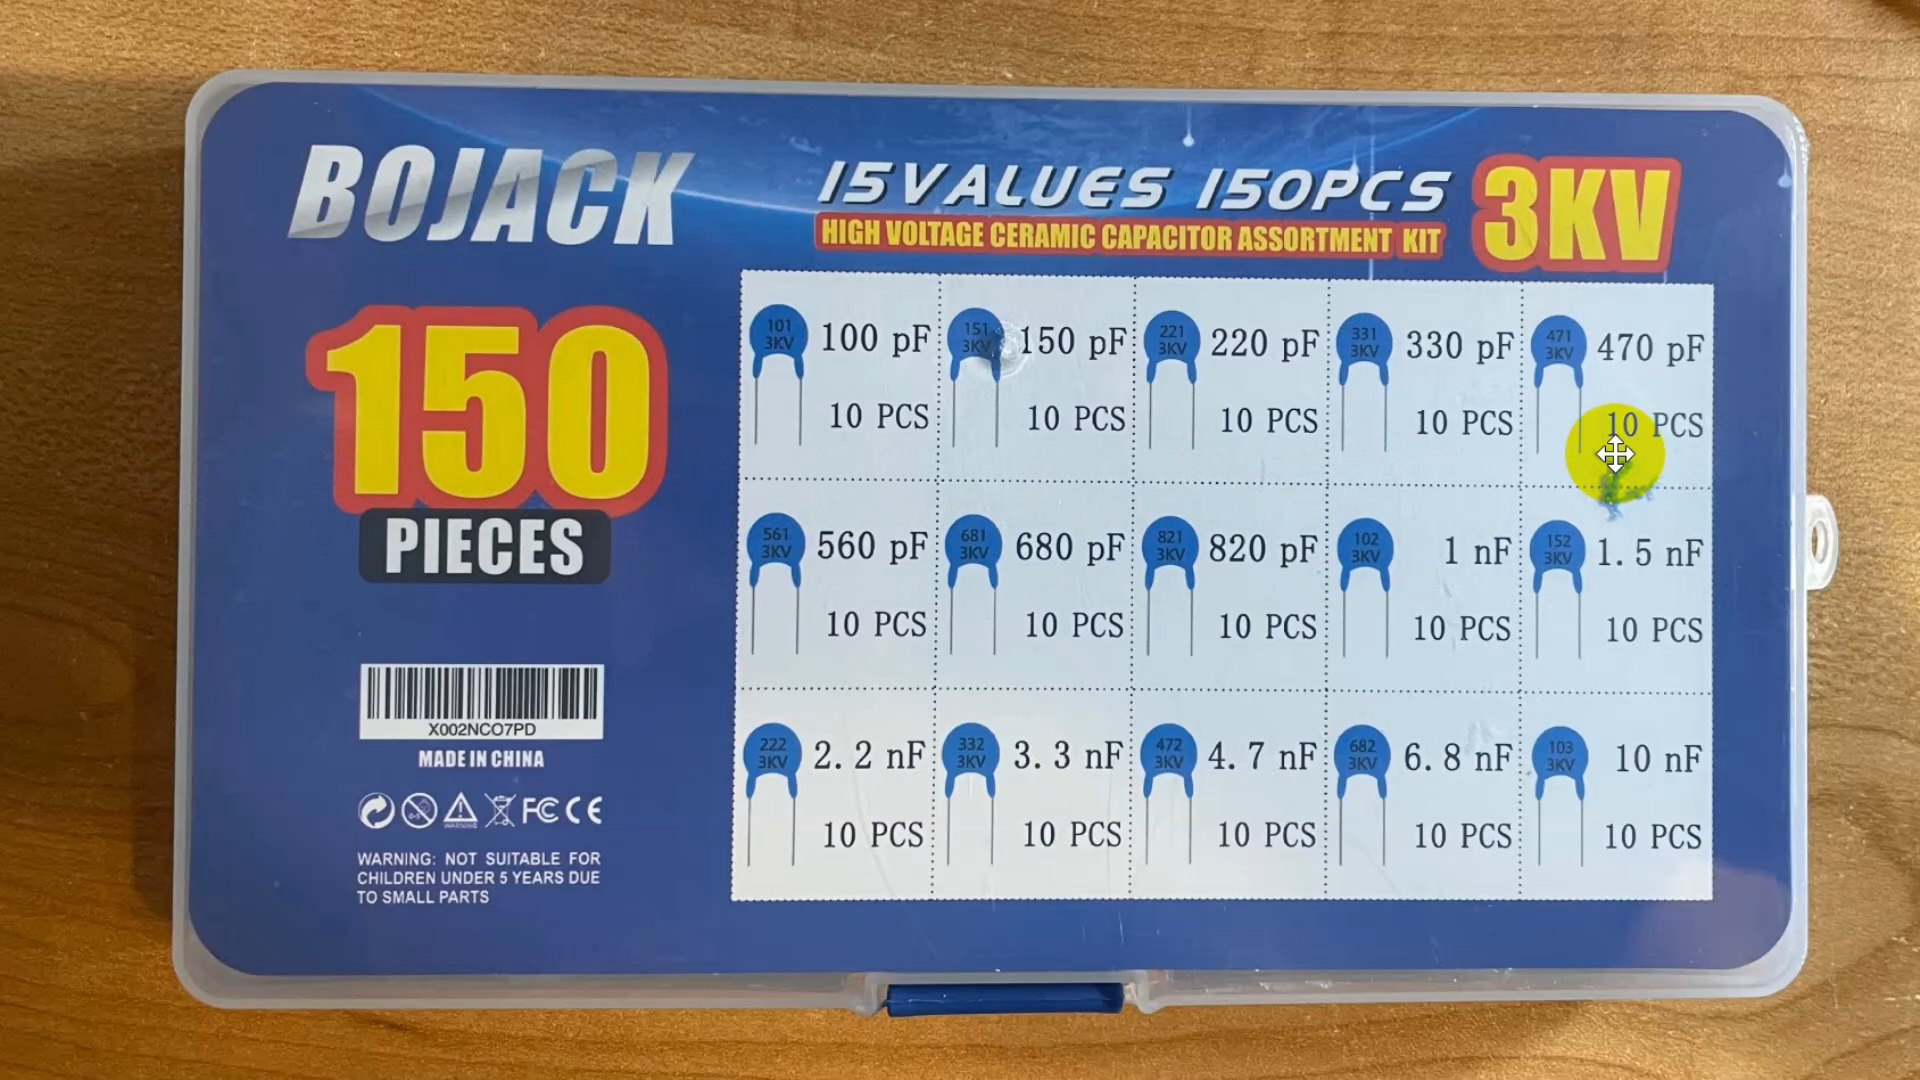 BOJACK
15VALUES 150PCS
HIGH VOLTAGE CERAMIC CAPACITOR ASSORTMENT KIT
3KV
150
PIECES
101
3KV
100 pF
10 PCS
151
3KV
150 pF
10 PCS
221
3KV
220 pF
10 PCS
331
3KV
330 pF
10 PCS
471
3KV
470 pF
10 PCS
561
3KV
560 pF
10 PCS
681
3KV
680 pF
10 PCS
821
3KV
820 pF
10 PCS
102
3KV
1 nF
10 PCS
152
3KV
1.5 nF
10 PCS
222
3KV
2.2 nF
10 PCS
332
3KV
3.3 nF
10 PCS
472
3KV
4.7 nF
10 PCS
682
3KV
6.8 nF
10 PCS
103
3KV
10 nF
10 PCS
X002NCO7PD
MADE IN CHINA
FC CE
WARNING: NOT SUITABLE FOR
CHILDREN UNDER 5 YEARS DUE
TO SMALL PARTS